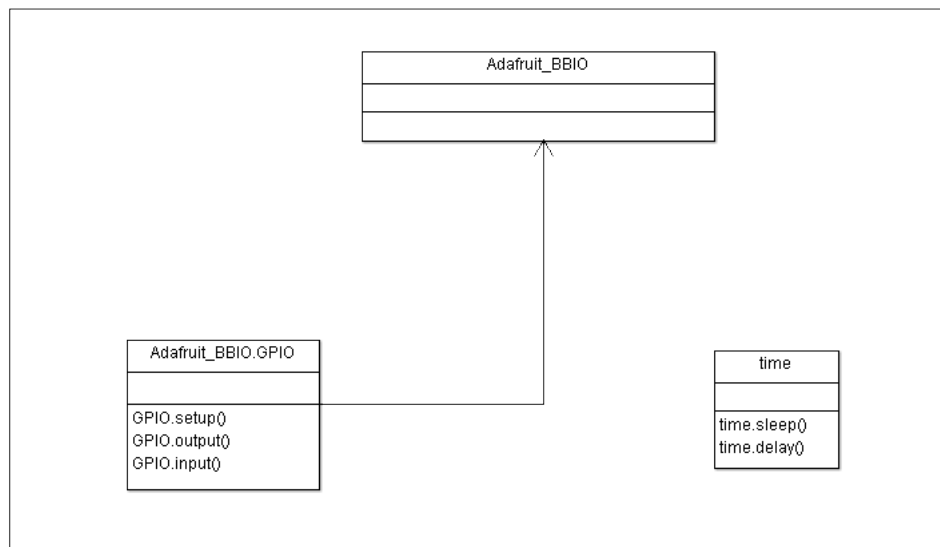 Adafruit_BBIO
Adafruit_BBIO.GPIO
GPIO.setup()
GPIO.output()
GPIO.input()
time
time.sleep()
time.delay()